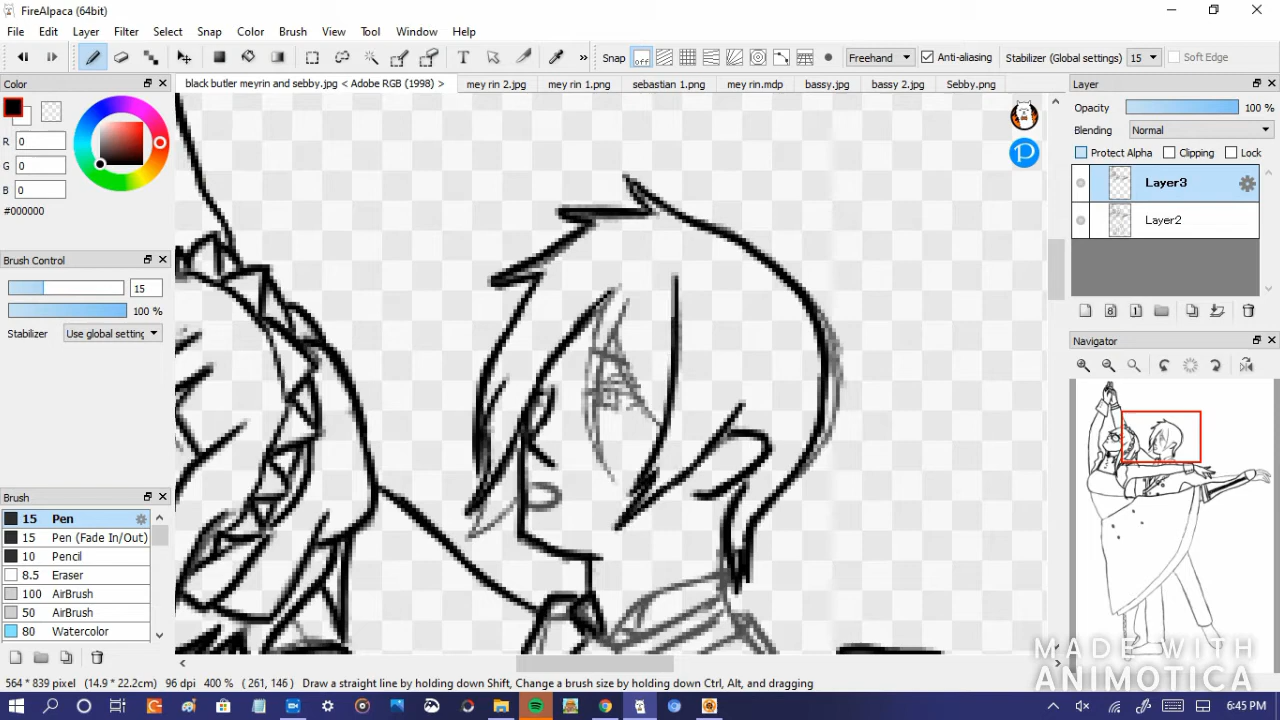 FireAlpaca (64bit)
File Edit Layer Filter Select Snap Color Brush View Tool Window Help
Snap off Freehand Anti-aliasing Stabilizer (Global settings) 15 Soft Edge
Color
black butler meyrin and sebby.jpg < Adobe RGB (1998) > mey rin 2.jpg mey rin 1.png sebastian 1.png mey rin.mdp bassy.jpg bassy 2.jpg Sebby.png
Layer
R 0
G 0
B 0
#000000
Opacity 100 %
Blending Normal
Protect Alpha Clipping Lock
Layer3
Layer2
Brush Control
15
100 %
Stabilizer Use global setting
Navigator
Brush
15 Pen
15 Pen (Fade In/Out)
10 Pencil
8.5 Eraser
100 AirBrush
50 AirBrush
80 Watercolor
564 * 839 pixel (14.9 * 22.2cm) 96 dpi 400 % ( 261, 146 ) Draw a straight line by holding down Shift, Change a brush size by holding down Ctrl, Alt, and dragging
MADE WITH
ANIMOTICA
6:45 PM